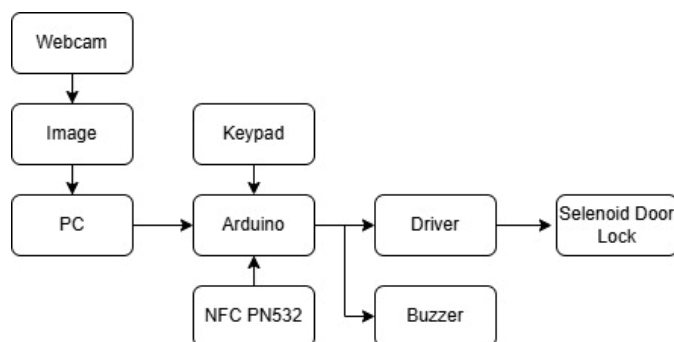 Webcam
Image
Keypad
PC
Arduino
Driver
Selenoid Door
Lock
NFC PN532
Buzzer